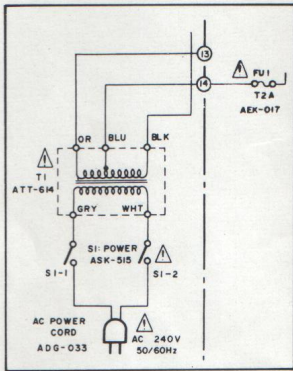 13
14
FU1
T2A
AEK-017
OR BLU BLK
T1
ATT-614
GRY WHT
S1: POWER
ASK-515
S1-1
S1-2
AC POWER
CORD
ADG-033
AC 240V
50/60Hz